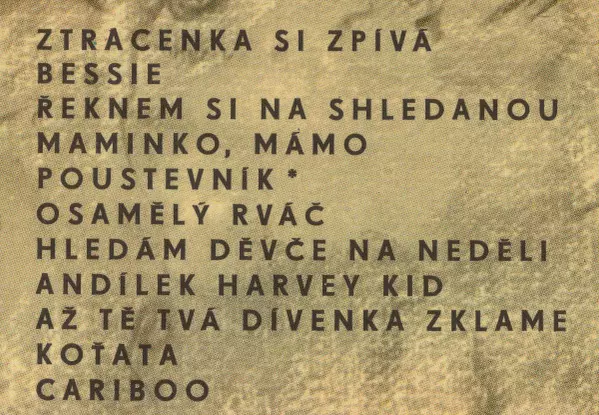 ZTRACENKA SI ZPÍVÁ
BESSIE
ŘEKNEM SI NA SHLEDANOU
MAMINKO, MÁMO
POUSTEVNÍK*
OSAMĚLÝ RVÁČ
HLEDÁM DĚVČE NA NEDĚLI
ANDÍLEK HARVEY KID
AŽ TĚ TVÁ DÍVENKA ZKLAME
KOŤATA
CARIBOO